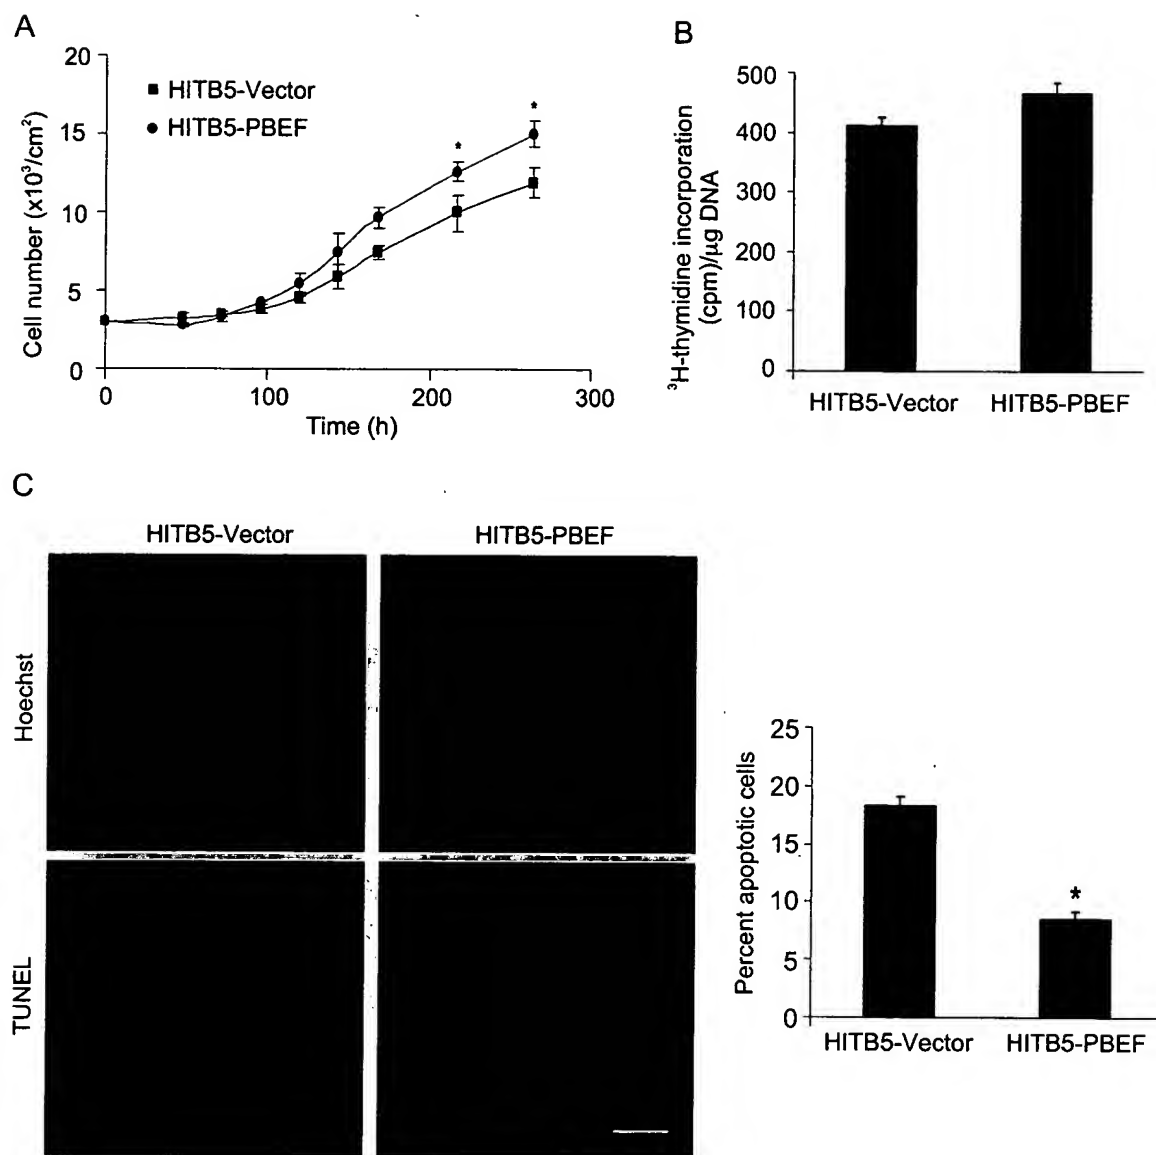 A
20
15
10
5
0
Cell number (x10³/cm²)
HITB5-Vector
HITB5-PBEF
*
*
0
100
200
300
Time (h)
B
500
400
300
200
100
0
³H-thymidine incorporation
(cpm)/μg DNA
HITB5-Vector
HITB5-PBEF
C
HITB5-Vector
HITB5-PBEF
Hoechst
TUNEL
25
20
15
10
5
0
Percent apoptotic cells
*
HITB5-Vector
HITB5-PBEF